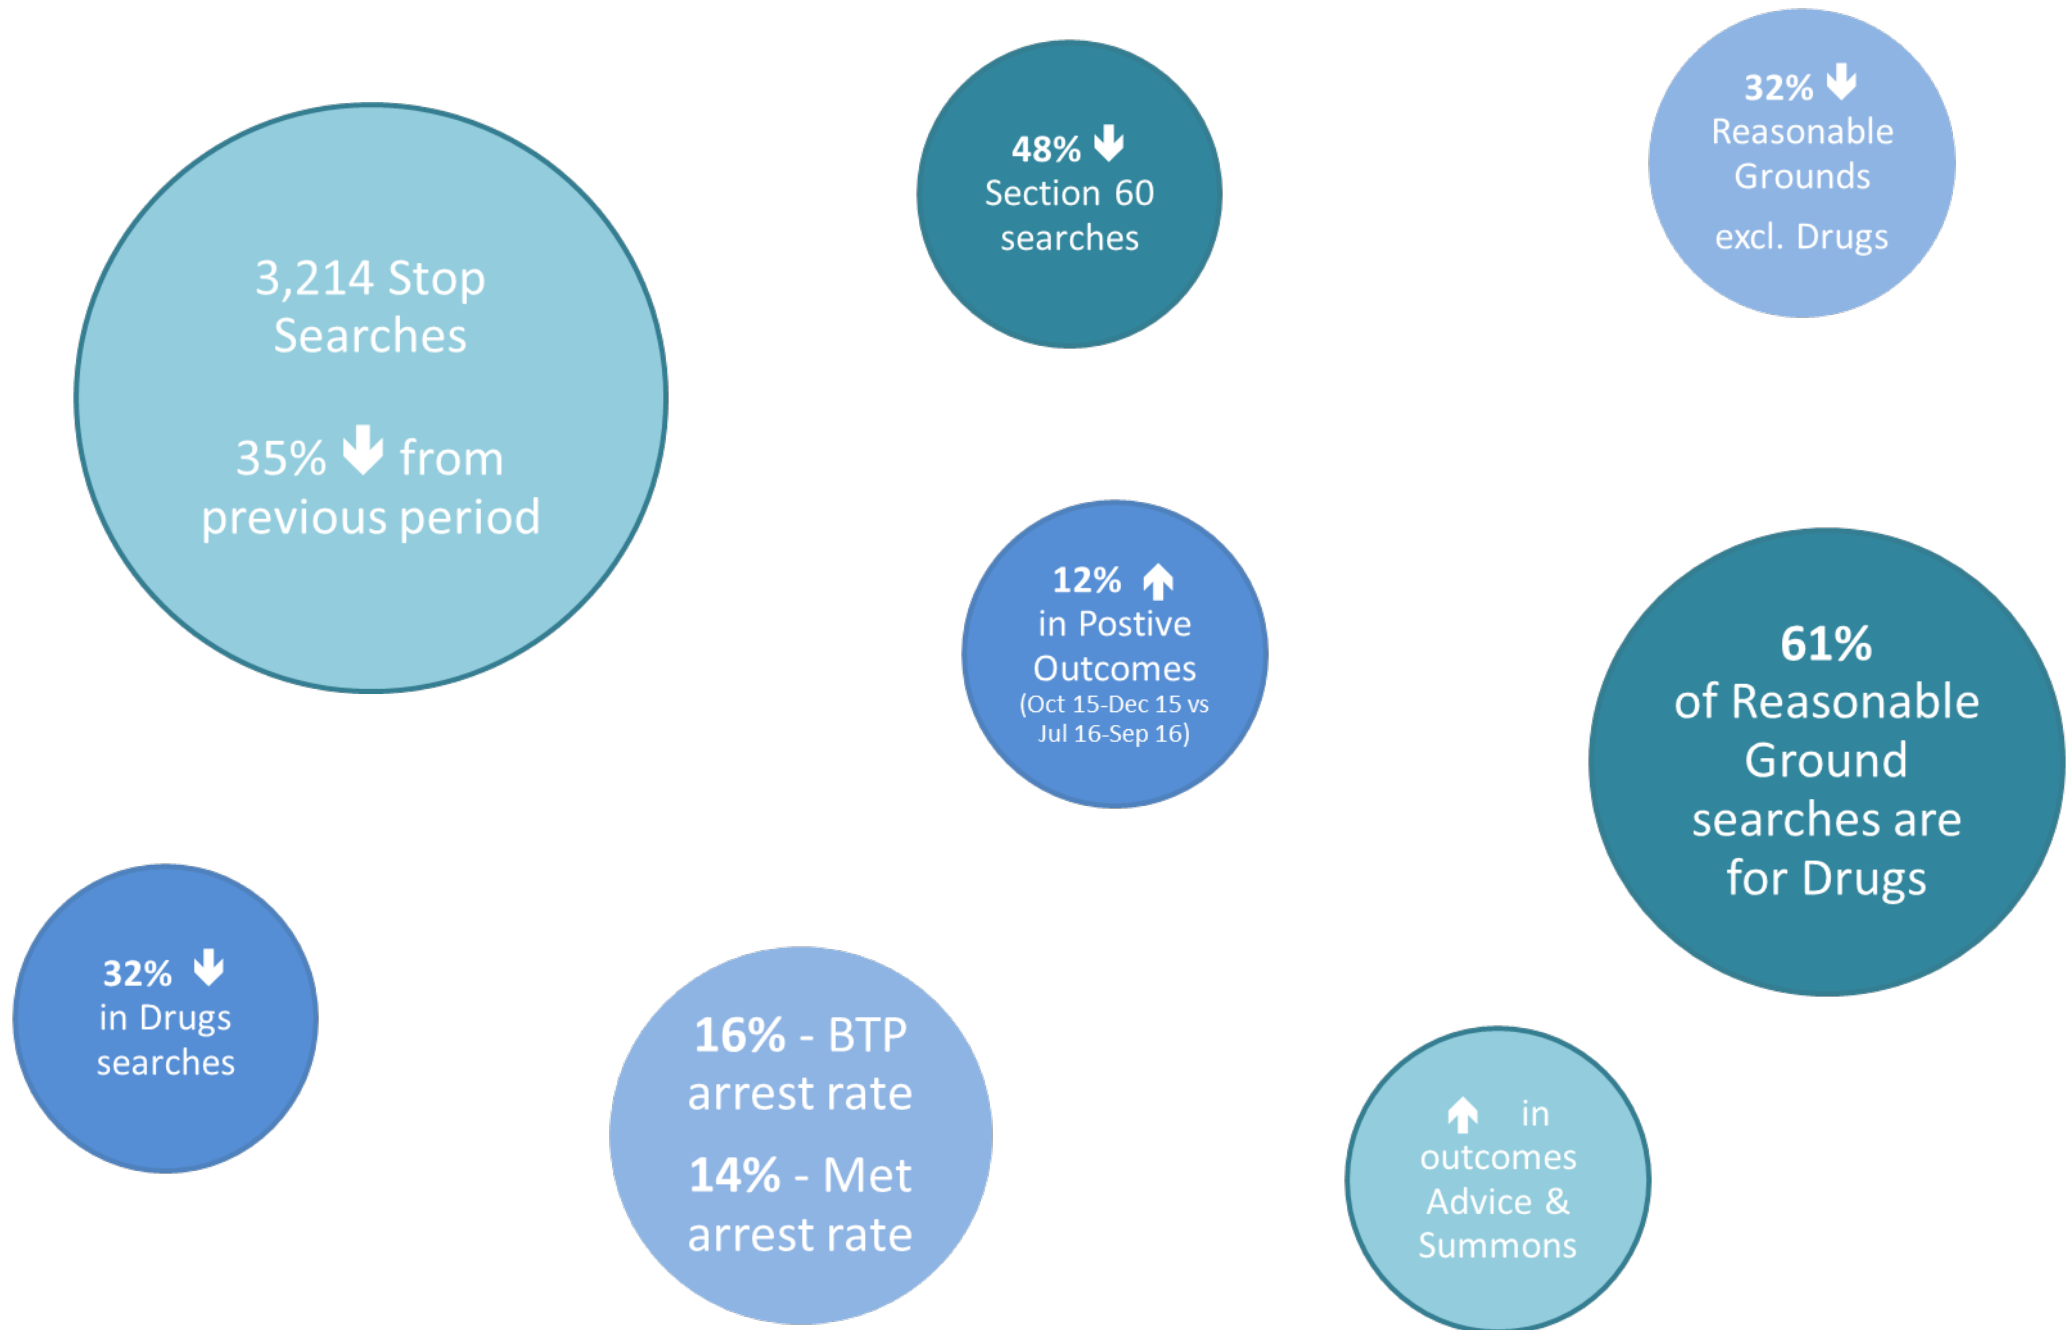 3,214 Stop
Searches
35% 🡇 from
previous period
48% 🡇
Section 60
searches
32% 🡇
Reasonable
Grounds
excl. Drugs
12% 🡅
in Postive
Outcomes
(Oct 15-Dec 15 vs
Jul 16-Sep 16)
61%
of Reasonable
Ground
searches are
for Drugs
32% 🡇
in Drugs
searches
16% - BTP
arrest rate
14% - Met
arrest rate
🡅 in
outcomes
Advice &
Summons